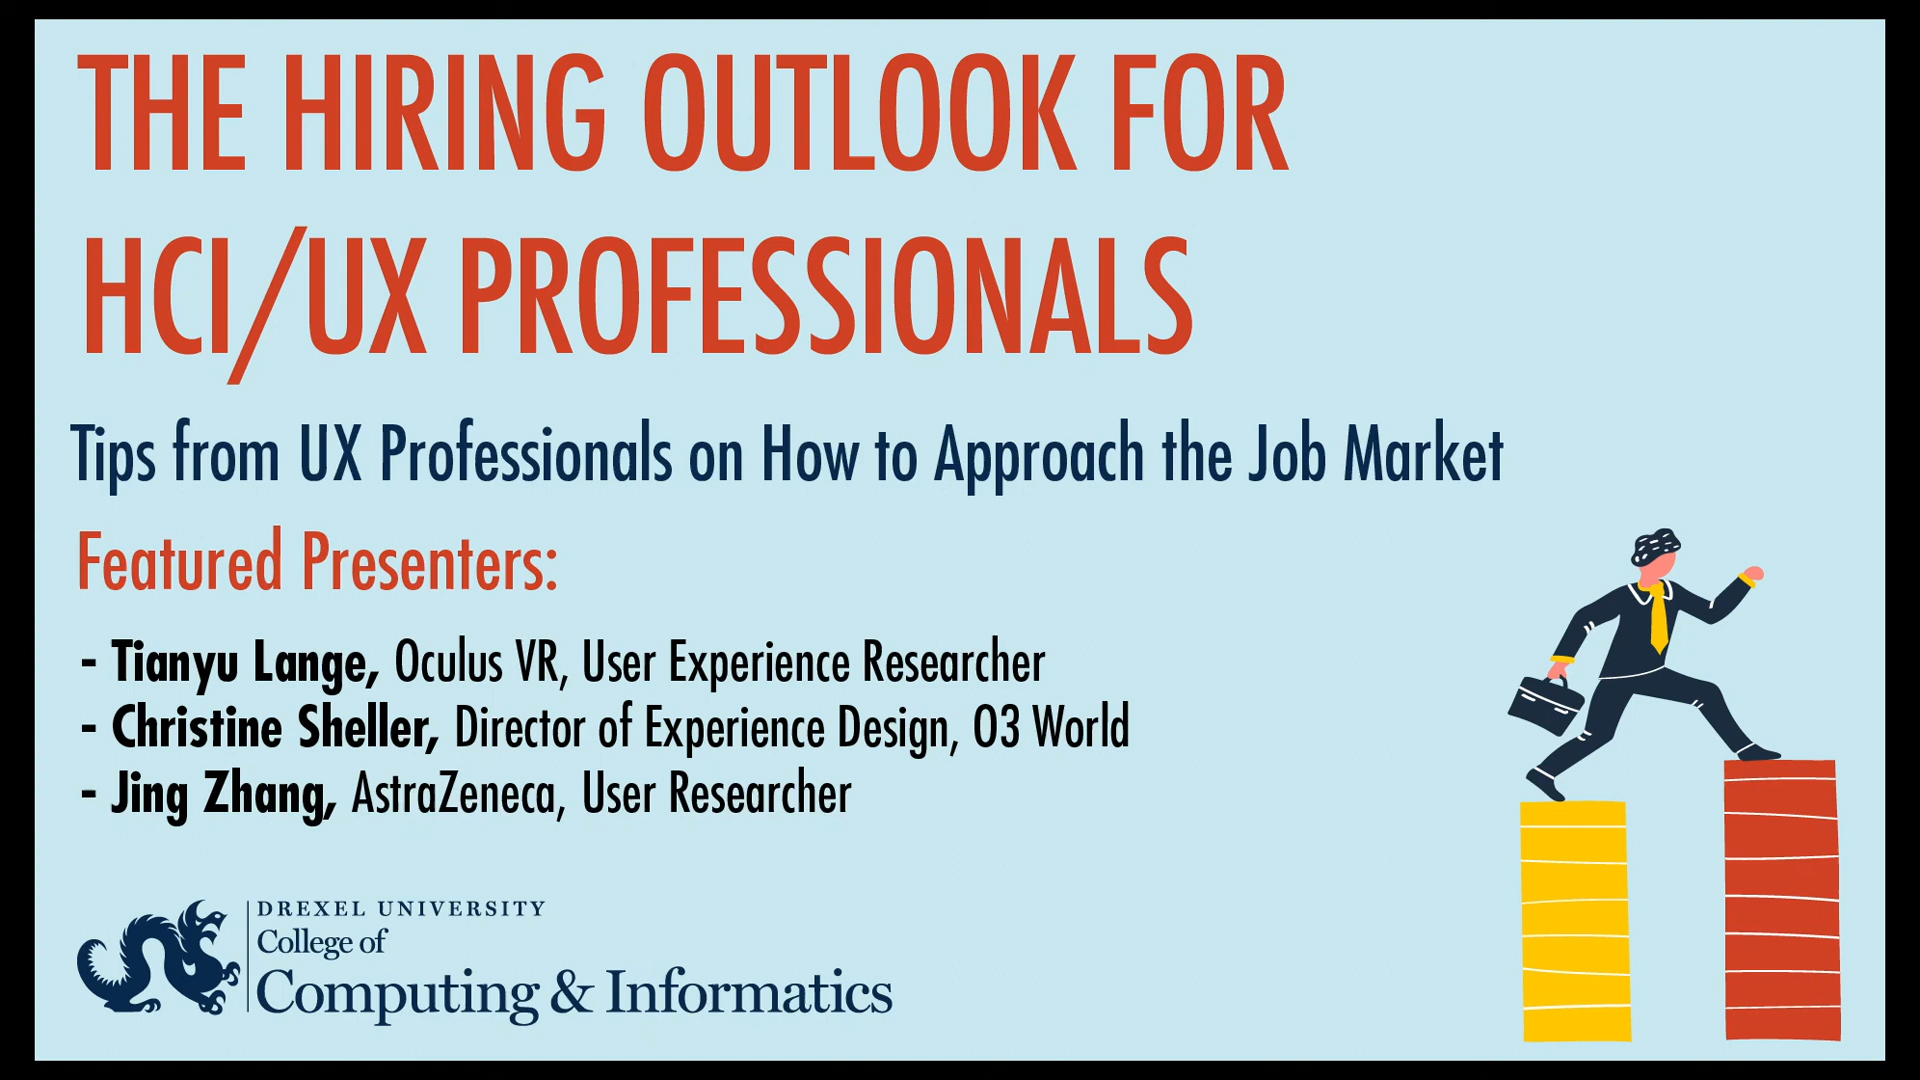 THE HIRING OUTLOOK FOR
HCI/UX PROFESSIONALS
Tips from UX Professionals on How to Approach the Job Market
Featured Presenters:
- Tianyu Lange, Oculus VR, User Experience Researcher
- Christine Sheller, Director of Experience Design, O3 World
- Jing Zhang, AstraZeneca, User Researcher
DREXEL UNIVERSITY
College of
Computing & Informatics